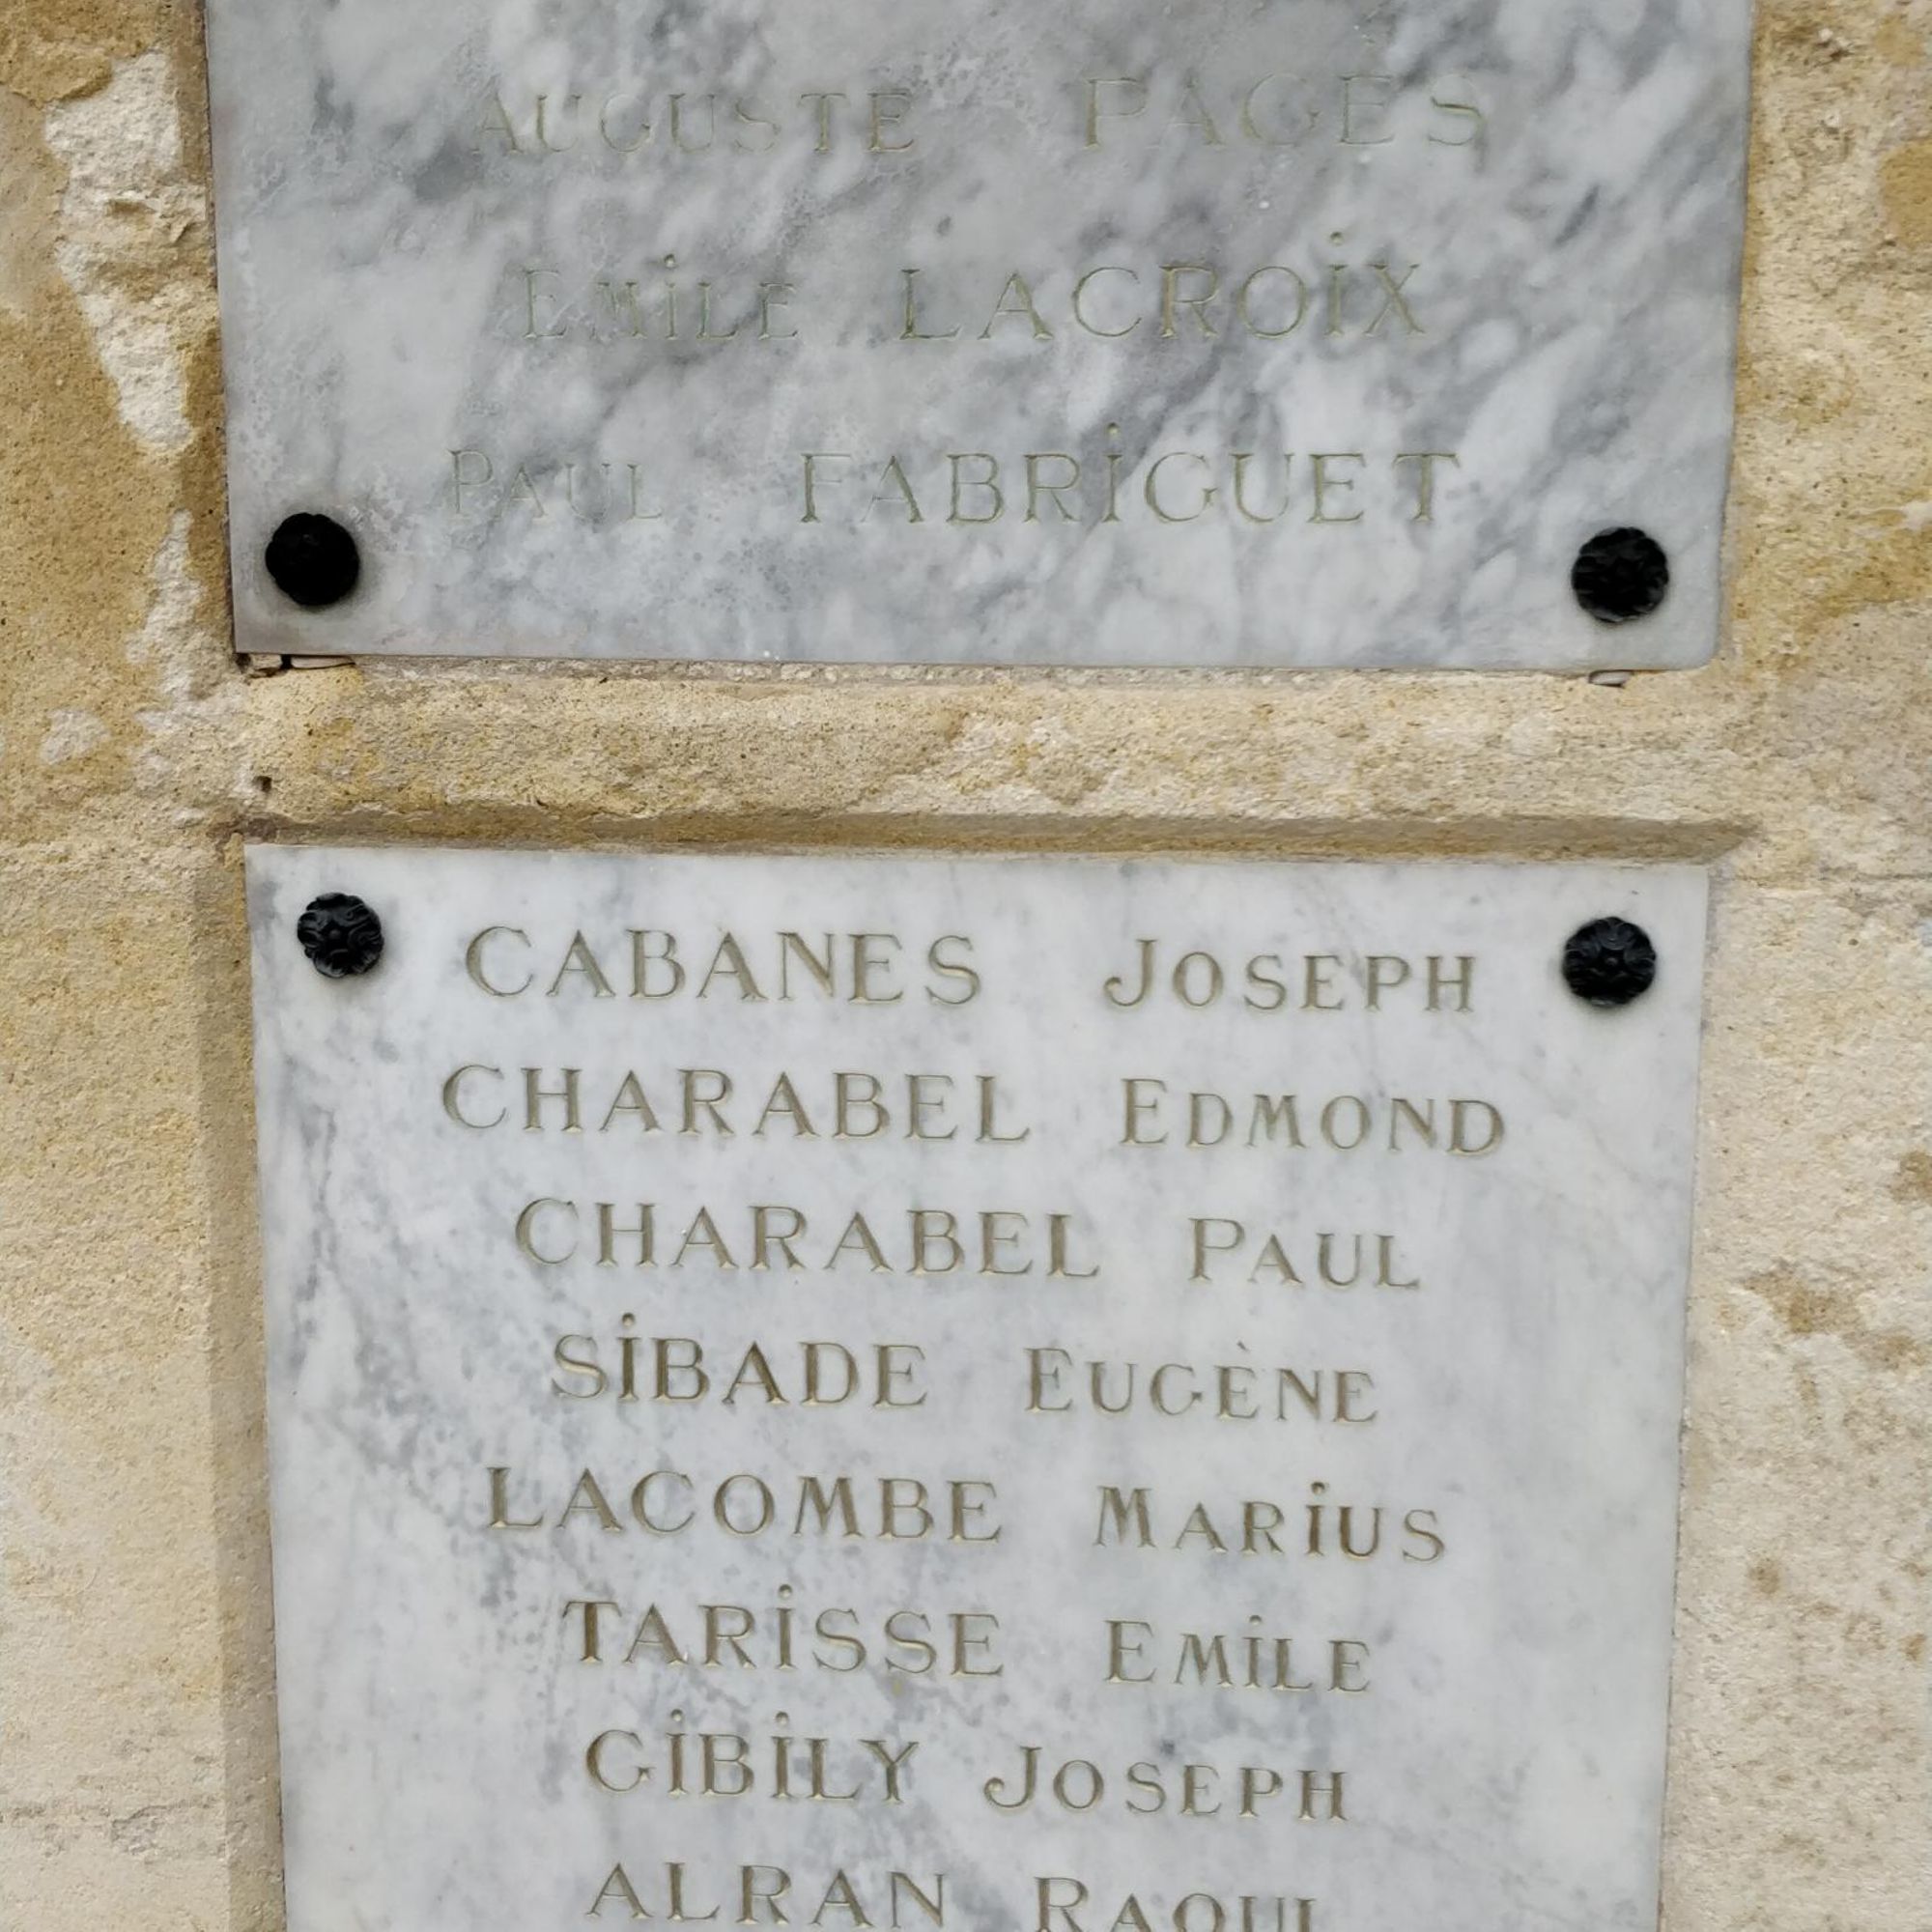 AUGUSTE PAGÈS
EMiLE LACROiX
PAUL FABRiGUET
CABANES JOSEPH
CHARABEL EDMOND
CHARABEL PAUL
SiBADE EUGÈNE
LACOMBE MARiUS
TARiSSE EMiLE
GiBiLY JOSEPH
ALRAN RAOUL